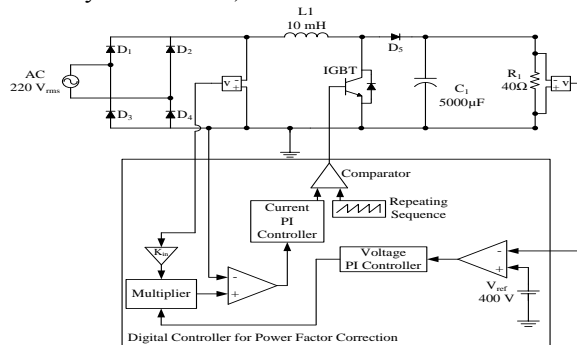 L1
10 mH
D1
D2
D5
AC
220 Vrms
v
IGBT
C1
5000µF
R1
40Ω
v
D3
D4
Comparator
Current
PI
Controller
Repeating
Sequence
Kin
Voltage
PI Controller
-
+
-
+
Multiplier
Vref
400 V
Digital Controller for Power Factor Correction